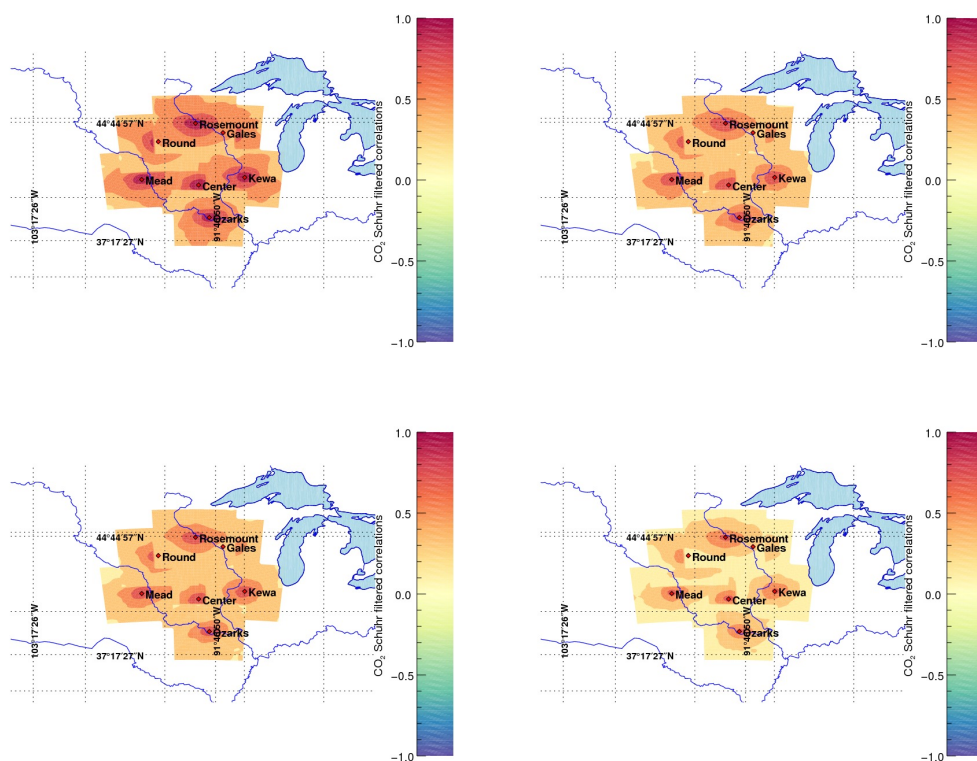 1.0
0.5
0.0
−0.5
−1.0
CO2 Schuhr filtered correlations
44°44'57"N
37°17'27"N
103°17'26"W
91°40'50"W
Rosemount
Gales
Round
Mead
Center
Kewa
Ozarks
1.0
0.5
0.0
−0.5
−1.0
CO2 Schuhr filtered correlations
44°44'57"N
37°17'27"N
103°17'26"W
91°40'50"W
Rosemount
Gales
Round
Mead
Center
Kewa
Ozarks
1.0
0.5
0.0
−0.5
−1.0
CO2 Schuhr filtered correlations
44°44'57"N
37°17'27"N
103°17'26"W
91°40'50"W
Rosemount
Gales
Round
Mead
Center
Kewa
Ozarks
1.0
0.5
0.0
−0.5
−1.0
CO2 Schuhr filtered correlations
44°44'57"N
37°17'27"N
103°17'26"W
91°40'50"W
Rosemount
Gales
Round
Mead
Center
Kewa
Ozarks